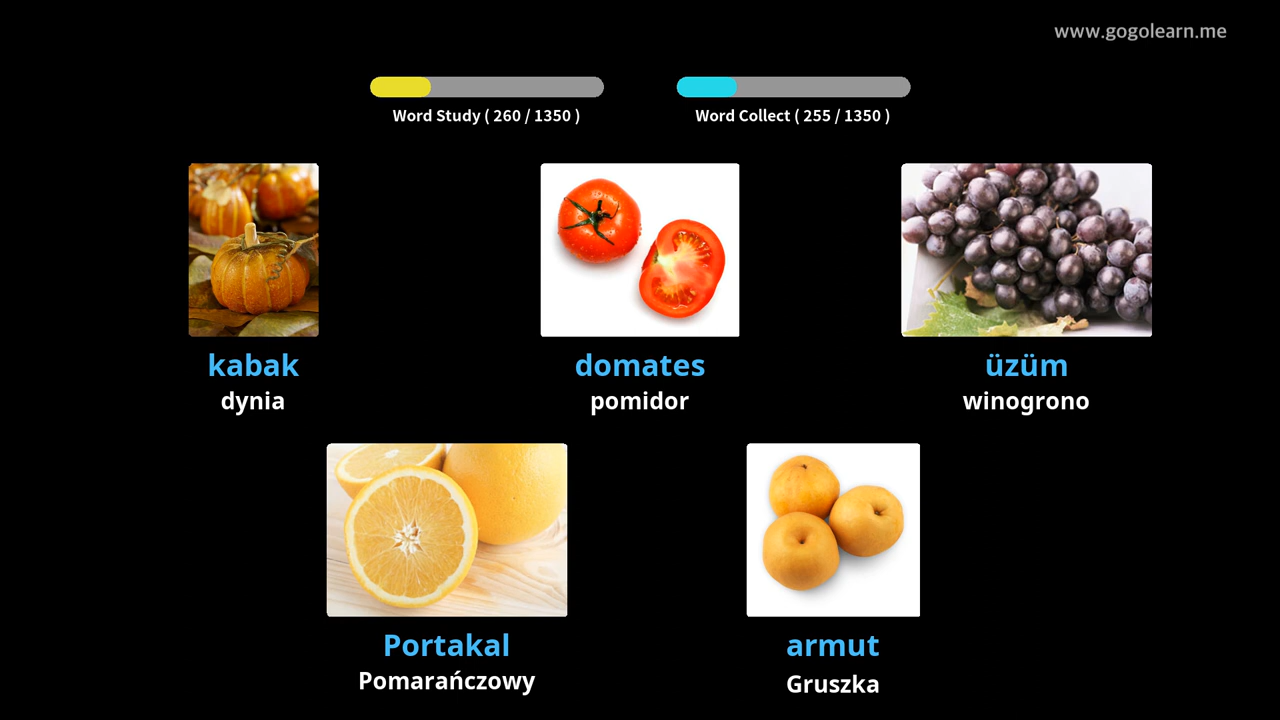 www.gogolearn.me
Word Study ( 260 / 1350 )
Word Collect ( 255 / 1350 )
kabak
dynia
domates
pomidor
üzüm
winogrono
Portakal
Pomarańczowy
armut
Gruszka